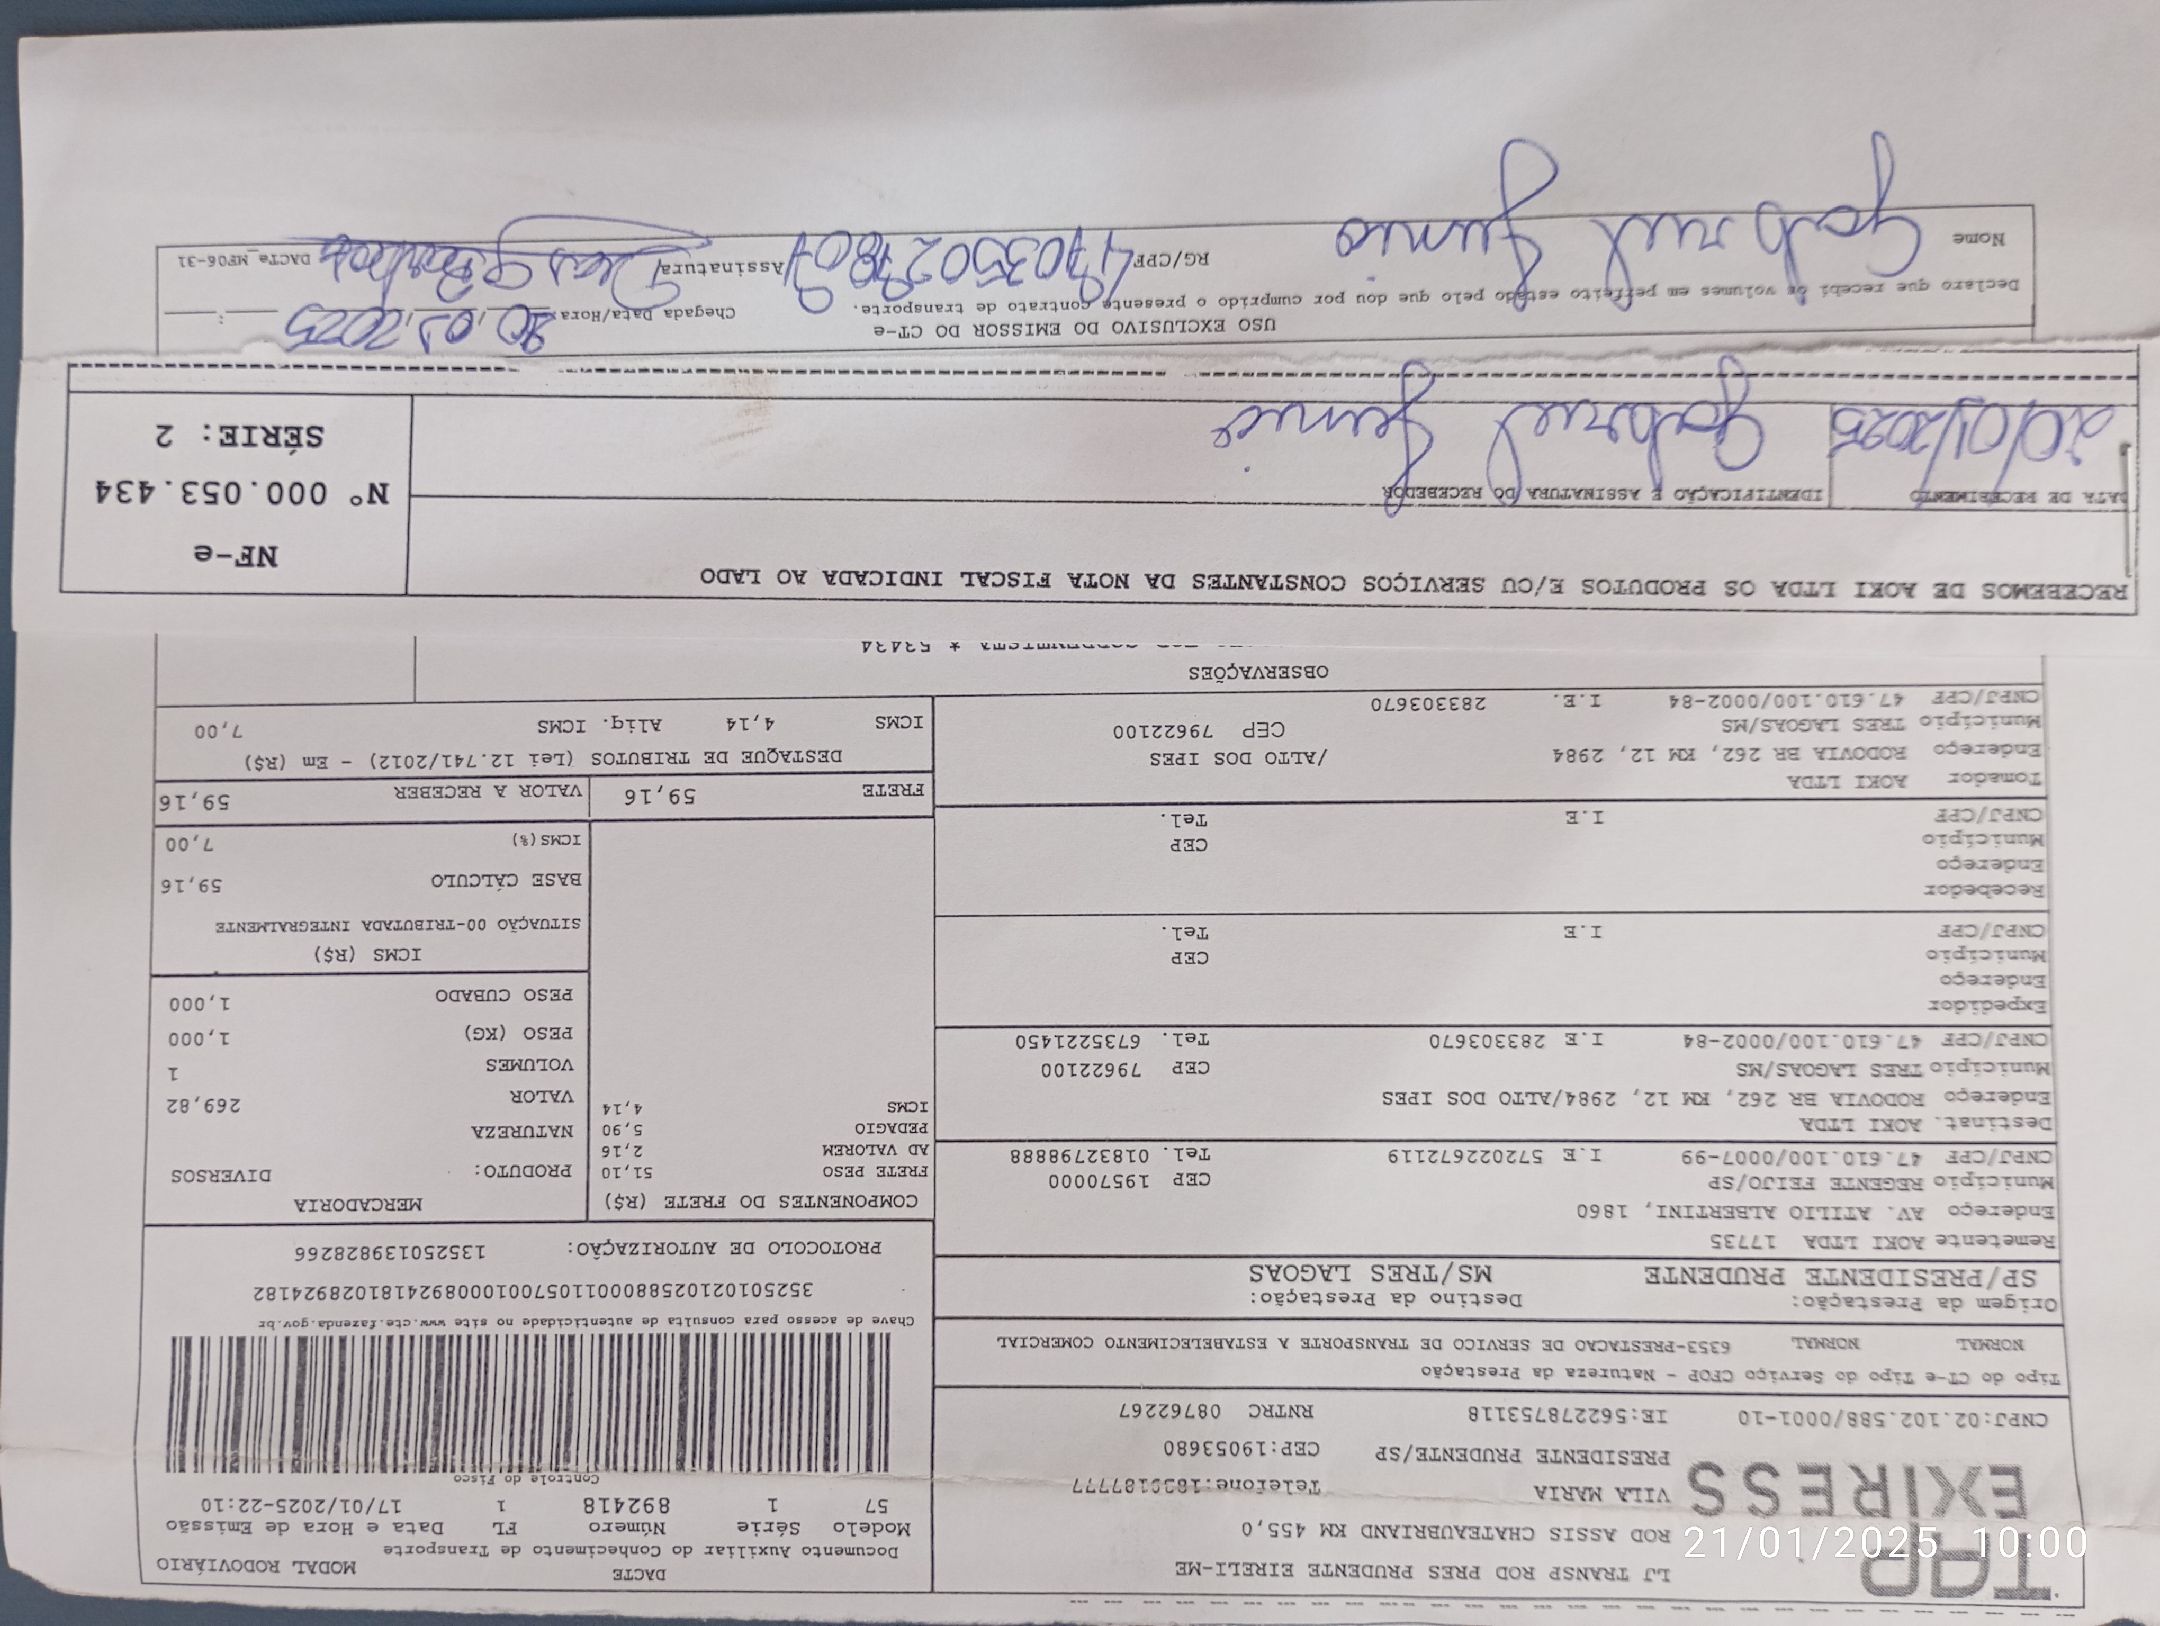 TAP
EXPRESS
LJ TRANSP ROD PRES PRUDENTE EIRELI-ME
ROD ASSIS CHATEAUBRIAND KM 455,0
VILA MARIA Telefone:1839187777
PRESIDENTE PRUDENTE/SP CEP:19053680
CNPJ:02.102.588/0001-10 IE:562278753118 RNTRC 08762267
DACTE MODAL RODOVIÁRIO
Documento Auxiliar do Conhecimento de Transporte
Modelo Série Número FL Data e Hora de Emissão
57 1 892418 1 17/01/2025-22:10
Controle do Fisco
Chave de acesso para consulta de autenticidade no site www.cte.fazenda.gov.br
35250102102588000110570010008924181028924182
PROTOCOLO DE AUTORIZAÇÃO: 135250139828266
Tipo do CT-e Tipo do Serviço CFOP - Natureza da Prestação
NORMAL NORMAL 6353-PRESTACAO DE SERVICO DE TRANSPORTE A ESTABELECIMENTO COMERCIAL
Origem da Prestação: Destino da Prestação:
SP/PRESIDENTE PRUDENTE MS/TRES LAGOAS
Remetente AOKI LTDA 17735
Endereço AV. ATILIO ALBERTINI, 1860
Município REGENTE FEIJO/SP CEP 19570000
CNPJ/CPF 47.610.100/0007-99 I.E 572022672119 Tel. 01832798888
Destinat. AOKI LTDA
Endereço RODOVIA BR 262, KM 12, 2984/ALTO DOS IPES
Município TRES LAGOAS/MS CEP 79622100
CNPJ/CPF 47.610.100/0002-84 I.E 283303670 Tel. 6735221450
Expedidor
Endereço
Município CEP
CNPJ/CPF I.E Tel.
Recebedor
Endereço
Município CEP
CNPJ/CPF I.E Tel.
Tomador AOKI LTDA
Endereço RODOVIA BR 262, KM 12, 2984 /ALTO DOS IPES
Município TRES LAGOAS/MS CEP 79622100
CNPJ/CPF 47.610.100/0002-84 I.E. 283303670
COMPONENTES DO FRETE (R$)
FRETE PESO 51,10
AD VALOREM 2,16
PEDAGIO 5,90
ICMS 4,14
MERCADORIA
PRODUTO: DIVERSOS
NATUREZA
VALOR 269,82
VOLUMES 1
PESO (KG) 1,000
PESO CUBADO 1,000
ICMS (R$)
SITUAÇÃO 00-TRIBUTADA INTEGRALMENTE
BASE CÁLCULO 59,16
ICMS(%) 7,00
FRETE 59,16 VALOR A RECEBER 59,16
DESTAQUE DE TRIBUTOS (Lei 12.741/2012) - Em (R$)
ICMS 4,14 Aliq. ICMS 7,00
OBSERVAÇÕES
* 53434
RECEBEMOS DE AOKI LTDA OS PRODUTOS E/OU SERVIÇOS CONSTANTES DA NOTA FISCAL INDICADA AO LADO
NF-e
Nº 000.053.434
SÉRIE: 2
DATA DE RECEBIMENTO IDENTIFICAÇÃO E ASSINATURA DO RECEBEDOR
20/01/2025 Gabriel Junio
USO EXCLUSIVO DO EMISSOR DO CT-e
Declaro que recebi os volumes em perfeito estado pelo que dou por cumprido o presente contrato de transporte.
Chegada Data/Hora 20.01.2025 :
Nome Gabriel Junio RG/CPF Assinatura DACTe MF06-31
21/01/2025 10:00